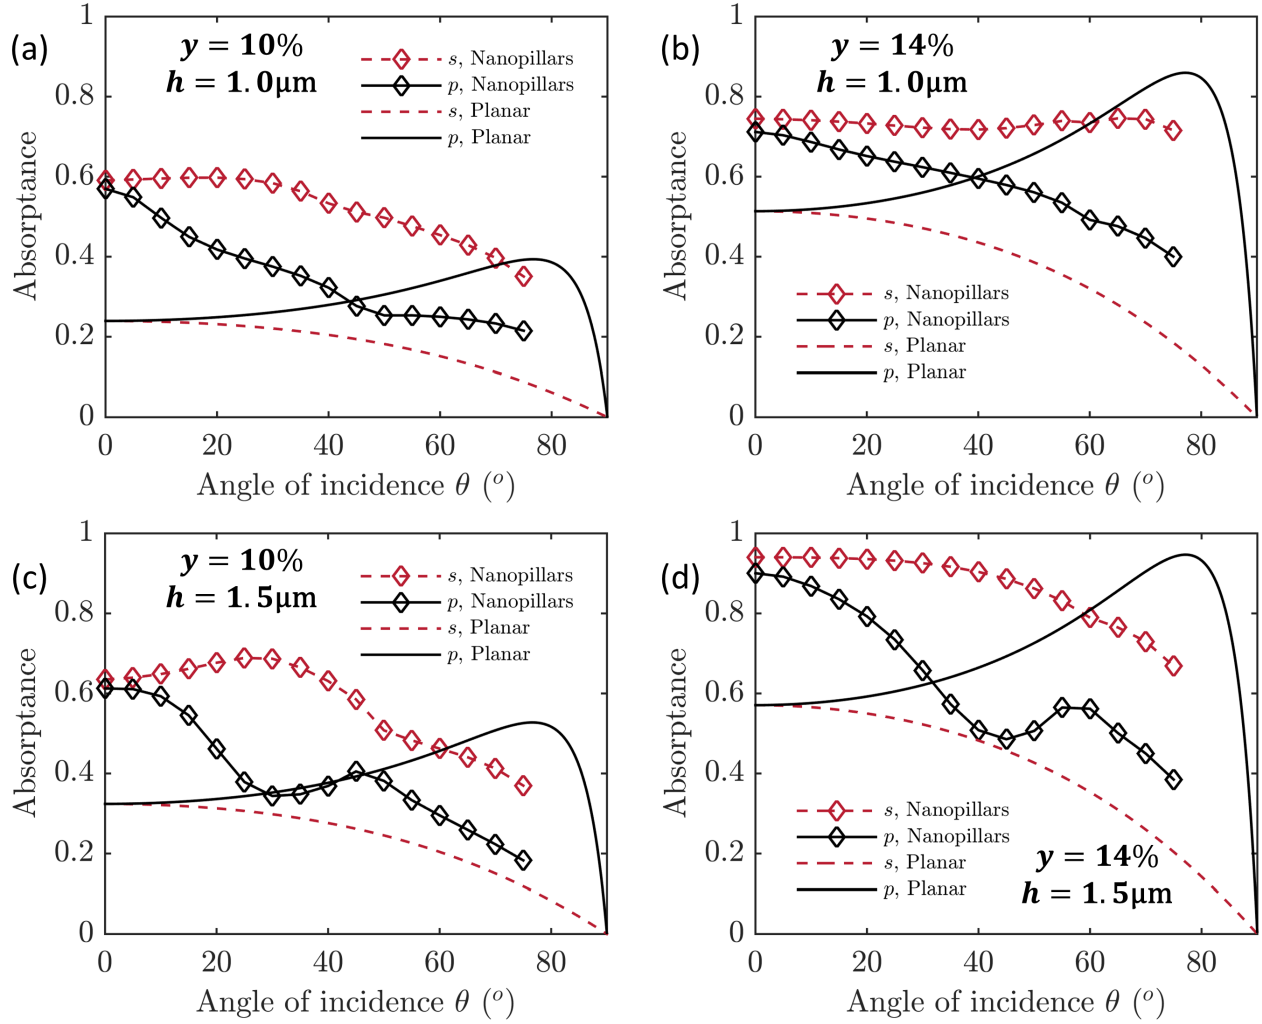 (a)
y = 10%
h = 1.0μm
s, Nanopillars
p, Nanopillars
s, Planar
p, Planar
1
0.8
0.6
0.4
0.2
0
Absorptance
0 20 40 60 80
Angle of incidence θ (°)
(b)
y = 14%
h = 1.0μm
s, Nanopillars
p, Nanopillars
s, Planar
p, Planar
1
0.8
0.6
0.4
0.2
0
Absorptance
0 20 40 60 80
Angle of incidence θ (°)
(c)
y = 10%
h = 1.5μm
s, Nanopillars
p, Nanopillars
s, Planar
p, Planar
1
0.8
0.6
0.4
0.2
0
Absorptance
0 20 40 60 80
Angle of incidence θ (°)
(d)
s, Nanopillars
p, Nanopillars
s, Planar
p, Planar
y = 14%
h = 1.5μm
1
0.8
0.6
0.4
0.2
0
Absorptance
0 20 40 60 80
Angle of incidence θ (°)